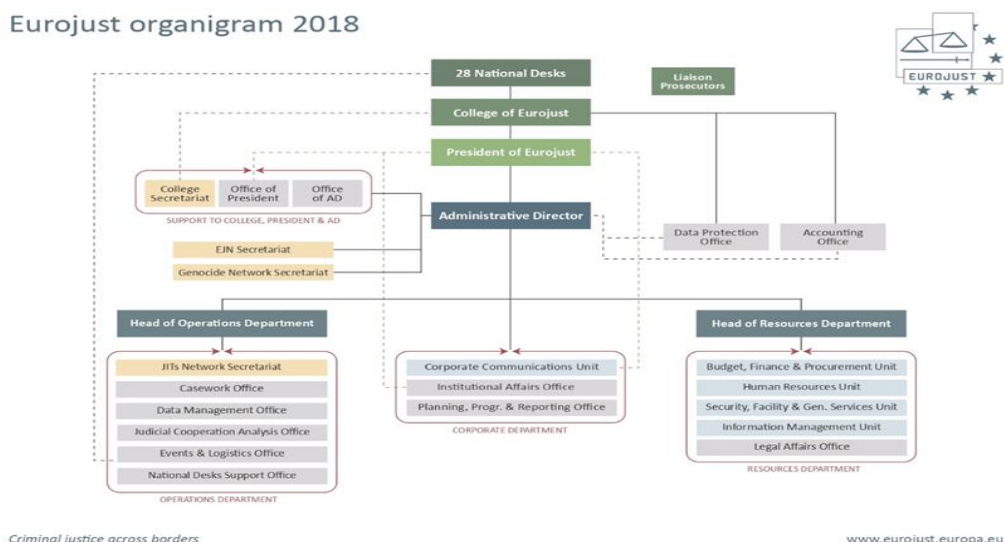 Eurojust organigram 2018
EUROJUST
28 National Desks
Liaison
Prosecutors
College of Eurojust
President of Eurojust
College
Secretariat
Office of
President
Office
of AD
SUPPORT TO COLLEGE, PRESIDENT & AD
Administrative Director
Data Protection
Office
Accounting
Office
EJN Secretariat
Genocide Network Secretariat
Head of Operations Department
Head of Resources Department
JITs Network Secretariat
Casework Office
Data Management Office
Judicial Cooperation Analysis Office
Events & Logistics Office
National Desks Support Office
OPERATIONS DEPARTMENT
Corporate Communications Unit
Institutional Affairs Office
Planning, Progr. & Reporting Office
CORPORATE DEPARTMENT
Budget, Finance & Procurement Unit
Human Resources Unit
Security, Facility & Gen. Services Unit
Information Management Unit
Legal Affairs Office
RESOURCES DEPARTMENT
Criminal justice across borders
www.eurojust.europa.eu